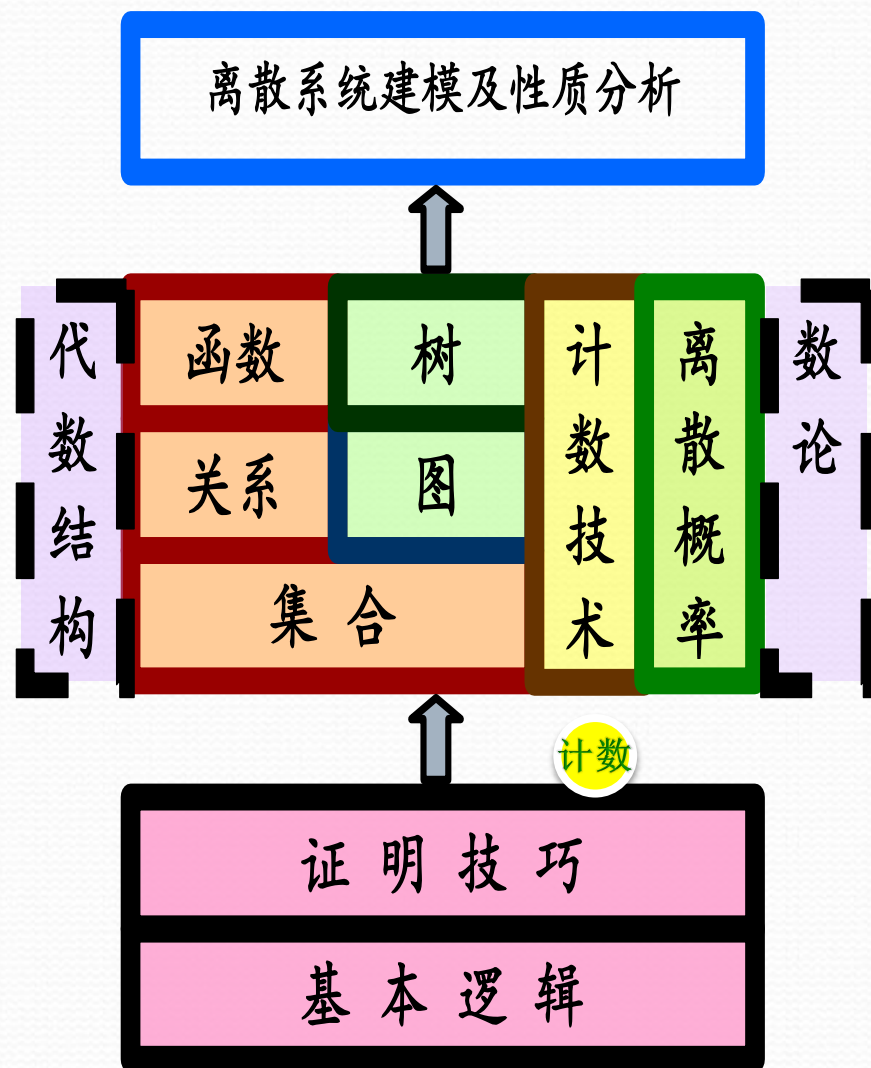 离散系统建模及性质分析
代数结构
函数
树
计数技术
离散概率
数论
关系
图
集合
计数
证明技巧
基本逻辑